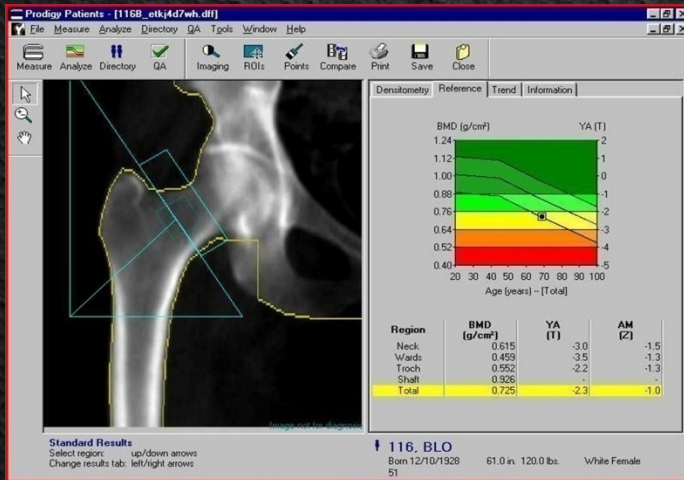 Prodigy Patients - [116B_etkj4d7wh.dff]
File Measure Analyze Directory QA Tools Window Help
Measure Analyze Directory QA Imaging ROIs Points Compare Print Save Close
Densitometry Reference Trend Information
BMD (g/cm²) YA (T)
1.24 2
1.12 1
1.00 0
0.88 -1
0.76 -2
0.64 -3
0.52 -4
0.40 -5
20 30 40 50 60 70 80 90 100
Age (years) -- [Total]
Region BMD (g/cm²) YA (T) AM (Z)
Neck 0.615 -3.0 -1.5
Wards 0.459 -3.5 -1.3
Troch 0.552 -2.2 -1.3
Shaft 0.926 - -
Total 0.725 -2.3 -1.0
Image not for diagnosis
Standard Results
Select region: up/down arrows
Change results tab: left/right arrows
116, BLO
Born 12/10/1928 61.0 in. 120.0 lbs. White Female
51